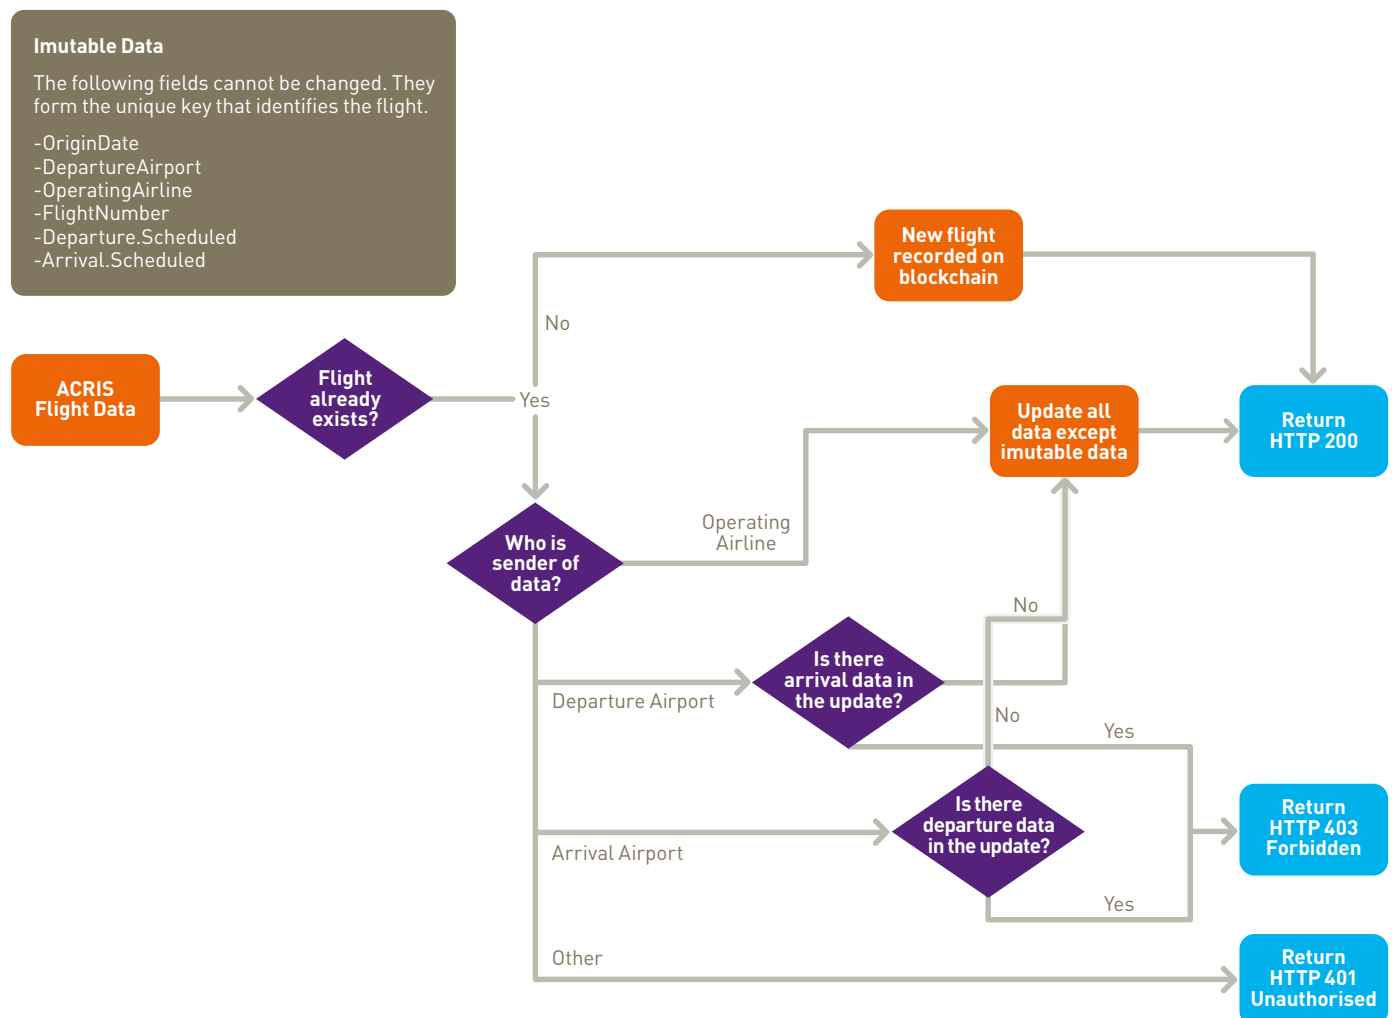 Imutable Data
The following fields cannot be changed. They
form the unique key that identifies the flight.
-OriginDate
-DepartureAirport
-OperatingAirline
-FlightNumber
-Departure.Scheduled
-Arrival.Scheduled
New flight
recorded on
blockchain
No
ACRIS
Flight Data
Flight
already
exists?
Yes
Update all
data except
imutable data
Return
HTTP 200
Who is
sender of
data?
Operating
Airline
No
Is there
arrival data in
the update?
Departure Airport
No
Yes
Is there
departure data
in the update?
Return
HTTP 403
Forbidden
Arrival Airport
Yes
Other
Return
HTTP 401
Unauthorised